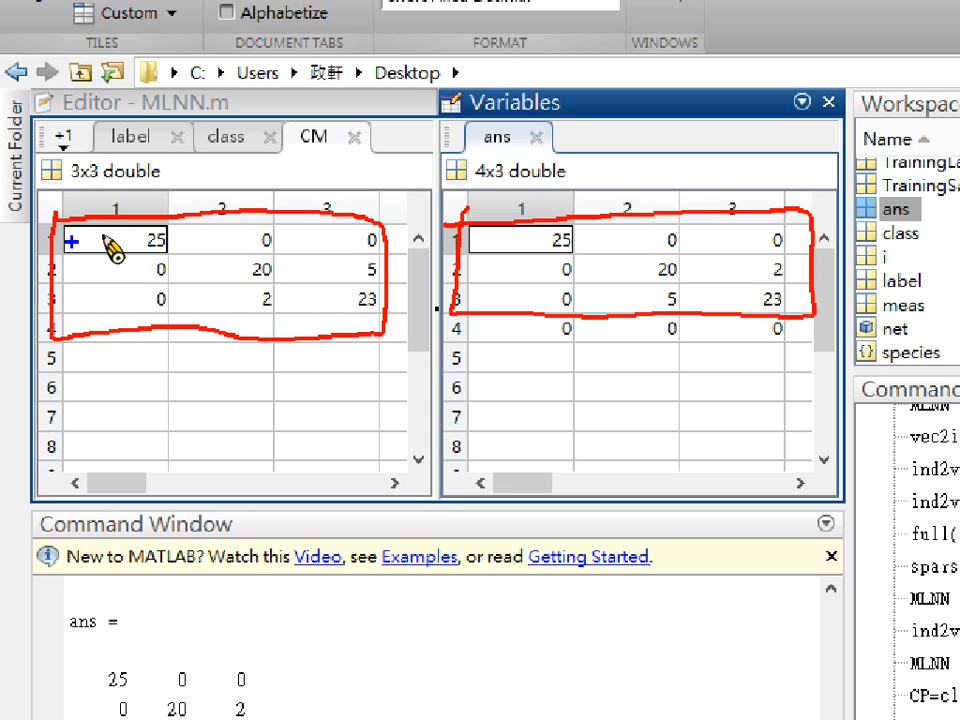 Custom
Alphabetize
TILES
DOCUMENT TABS
FORMAT
WINDOWS
C:
Users
政軒
Desktop
Current Folder
Editor - MLNN.m
+1
label
class
CM
3x3 double
1 2 3
1 25 0 0
2 0 20 5
3 0 2 23
4
5
6
7
8
Variables
ans
4x3 double
1 2 3
1 25 0 0
2 0 20 2
3 0 5 23
4 0 0 0
5
6
7
8
Workspac
Name
TrainingLa
TrainingSa
ans
class
i
label
meas
net
species
Command Window
New to MATLAB? Watch this Video, see Examples, or read Getting Started.
ans =
25 0 0
0 20 2
Comman
MLNN
vec2i
ind2v
ind2v
full(
spars
MLNN
ind2v
MLNN
CP=cl